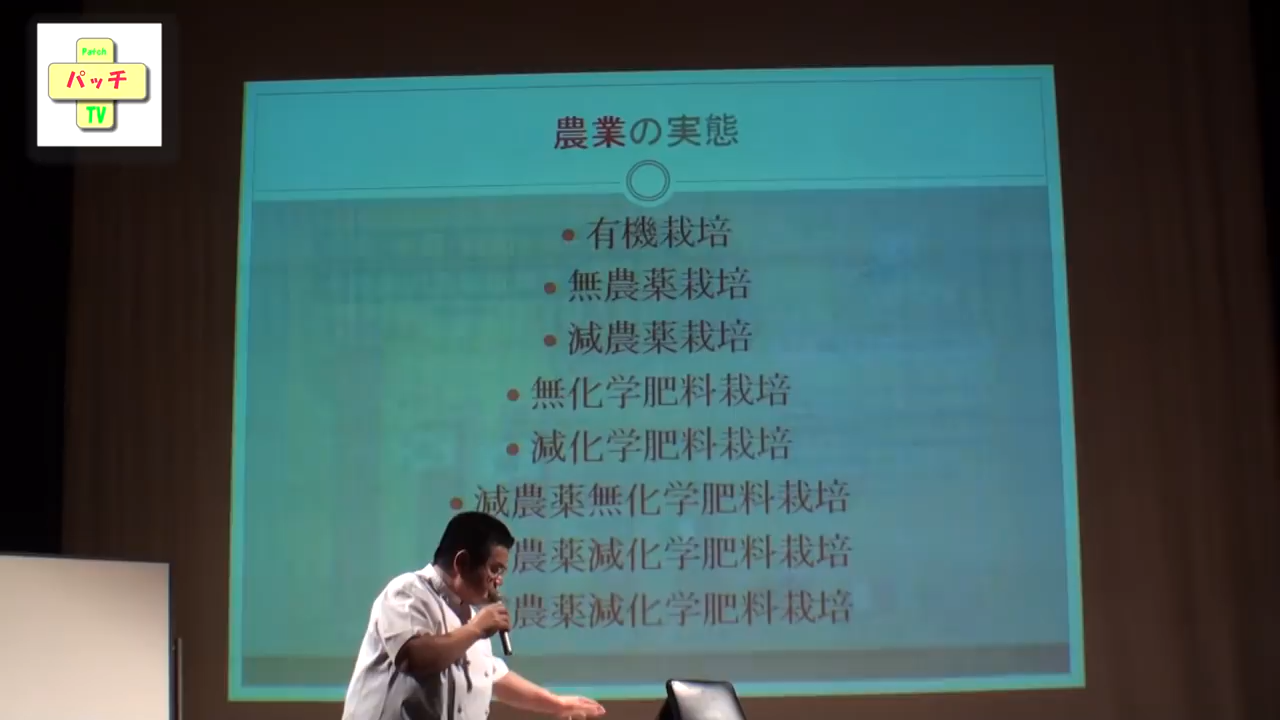 Patch
パッチ
TV
農業の実態
• 有機栽培
• 無農薬栽培
• 減農薬栽培
• 無化学肥料栽培
• 減化学肥料栽培
• 減農薬無化学肥料栽培
農薬減化学肥料栽培
農薬減化学肥料栽培